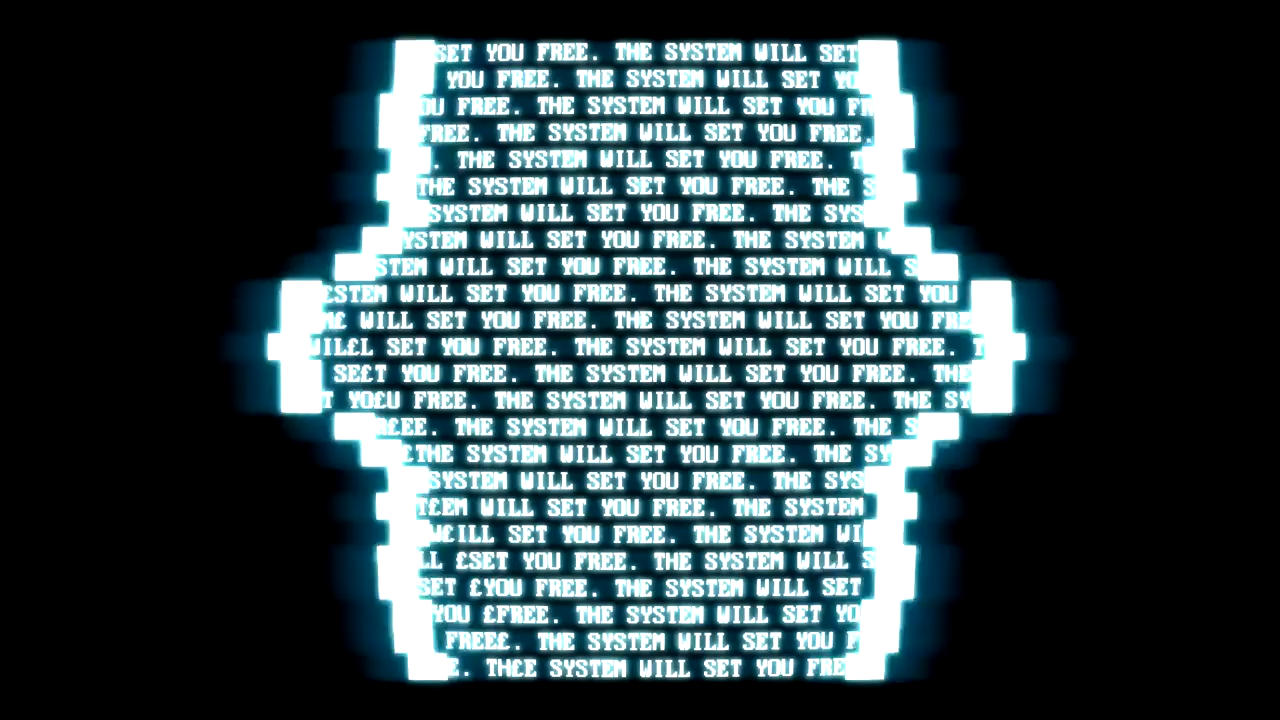 SET YOU FREE. THE SYSTEM WILL SET
YOU FREE. THE SYSTEM WILL SET YO
OU FREE. THE SYSTEM WILL SET YOU FR
FREE. THE SYSTEM WILL SET YOU FREE.
. THE SYSTEM WILL SET YOU FREE. T
THE SYSTEM WILL SET YOU FREE. THE S
SYSTEM WILL SET YOU FREE. THE SYS
YSTEM WILL SET YOU FREE. THE SYSTEM W
STEM WILL SET YOU FREE. THE SYSTEM WILL S
£STEM WILL SET YOU FREE. THE SYSTEM WILL SET YOU
M£ WILL SET YOU FREE. THE SYSTEM WILL SET YOU FRE
WIL£L SET YOU FREE. THE SYSTEM WILL SET YOU FREE. T
SE£T YOU FREE. THE SYSTEM WILL SET YOU FREE. THE
T YO£U FREE. THE SYSTEM WILL SET YOU FREE. THE SY
R£EE. THE SYSTEM WILL SET YOU FREE. THE S
£THE SYSTEM WILL SET YOU FREE. THE SY
SYSTEM WILL SET YOU FREE. THE SYS
T£EM WILL SET YOU FREE. THE SYSTEM
W£ILL SET YOU FREE. THE SYSTEM WI
LL £SET YOU FREE. THE SYSTEM WILL S
SET £YOU FREE. THE SYSTEM WILL SET
YOU £FREE. THE SYSTEM WILL SET YO
FREE£. THE SYSTEM WILL SET YOU F
E. TH£E SYSTEM WILL SET YOU FRE